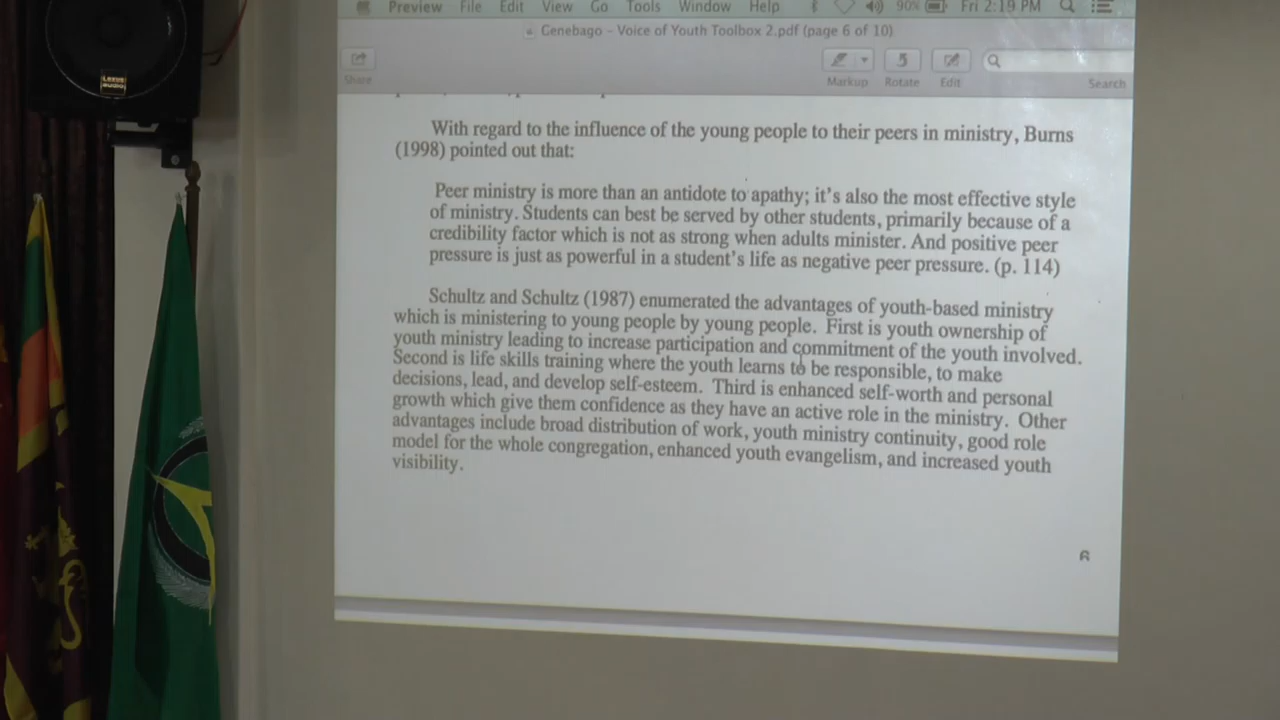 Preview File Edit View Go Tools Window Help 90% Fri 2:19 PM
Genebago - Voice of Youth Toolbox 2.pdf (page 6 of 10)
Share Markup Rotate Edit Search
With regard to the influence of the young people to their peers in ministry, Burns
(1998) pointed out that:
Peer ministry is more than an antidote to apathy; it's also the most effective style
of ministry. Students can best be served by other students, primarily because of a
credibility factor which is not as strong when adults minister. And positive peer
pressure is just as powerful in a student's life as negative peer pressure. (p. 114)
Schultz and Schultz (1987) enumerated the advantages of youth-based ministry
which is ministering to young people by young people. First is youth ownership of
youth ministry leading to increase participation and commitment of the youth involved.
Second is life skills training where the youth learns to be responsible, to make
decisions, lead, and develop self-esteem. Third is enhanced self-worth and personal
growth which give them confidence as they have an active role in the ministry. Other
advantages include broad distribution of work, youth ministry continuity, good role
model for the whole congregation, enhanced youth evangelism, and increased youth
visibility.
6
Lexus
audio